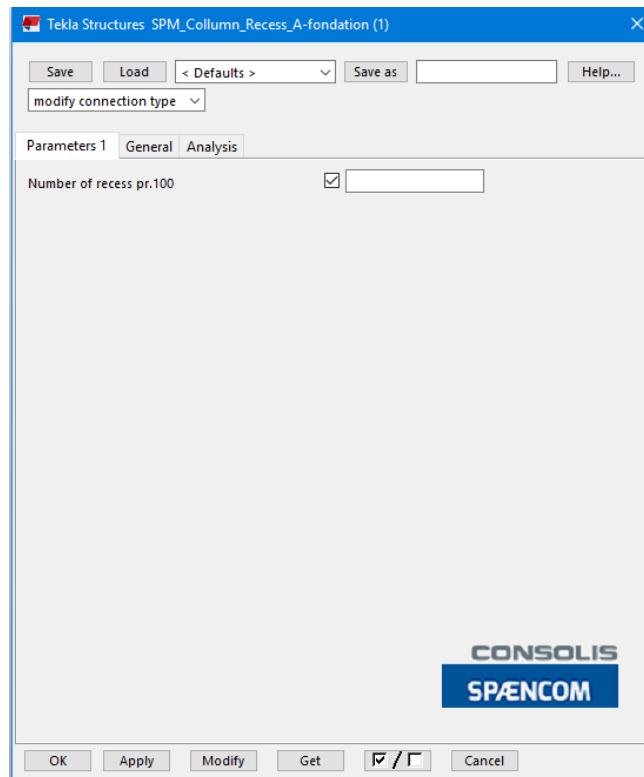 Tekla Structures SPM_Collumn_Recess_A-fondation (1)
Save Load < Defaults > Save as Help...
modify connection type
Parameters 1 General Analysis
Number of recess pr.100
CONSOLIS
SPÆNCOM
OK Apply Modify Get / Cancel